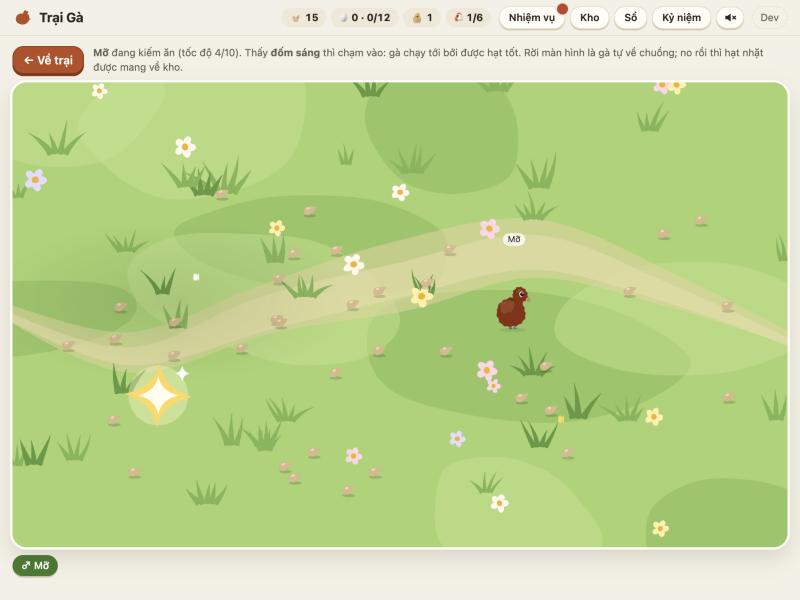 Trại Gà
15
0 · 0/12
1
1/6
Nhiệm vụ
Kho
Sổ
Kỷ niệm
Dev
← Về trại
Mỡ đang kiếm ăn (tốc độ 4/10). Thấy đốm sáng thì chạm vào: gà chạy tới bới được hạt tốt. Rời màn hình là gà tự về chuồng; no rồi thì hạt nhặt
được mang về kho.
Mỡ
♂ Mỡ